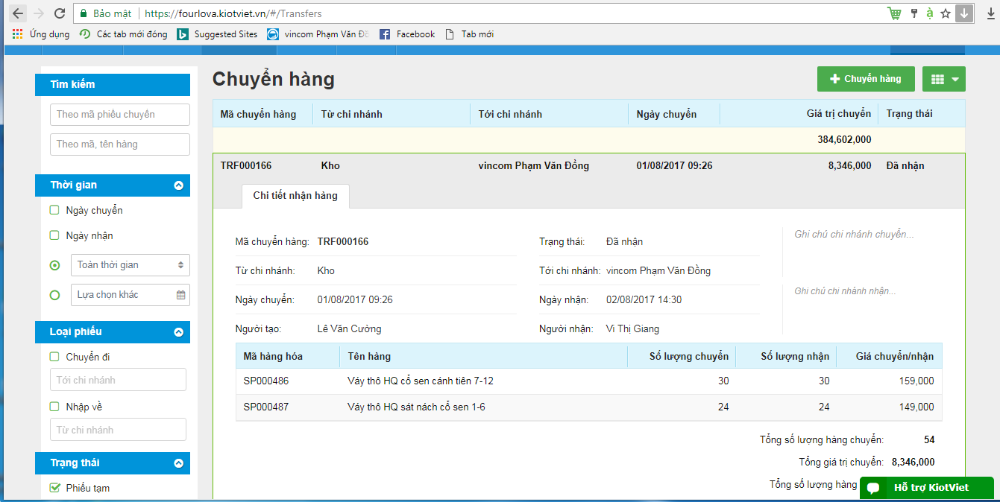 Bảo mật https://fourlova.kiotviet.vn/#/Transfers
Ứng dụng Các tab mới đóng Suggested Sites vincom Phạm Văn Đồ Facebook Tab mới
Tìm kiếm
Theo mã phiếu chuyển
Theo mã, tên hàng
Thời gian
Ngày chuyển
Ngày nhận
Toàn thời gian
Lựa chọn khác
Loại phiếu
Chuyển đi
Tới chi nhánh
Nhập về
Từ chi nhánh
Trạng thái
Phiếu tạm
Chuyển hàng
Chuyển hàng
Mã chuyển hàng Từ chi nhánh Tới chi nhánh Ngày chuyển Giá trị chuyển Trạng thái
384,602,000
TRF000166 Kho vincom Phạm Văn Đồng 01/08/2017 09:26 8,346,000 Đã nhận
Chi tiết nhận hàng
Mã chuyển hàng: TRF000166 Trạng thái: Đã nhận Ghi chú chi nhánh chuyển...
Từ chi nhánh: Kho Tới chi nhánh: vincom Phạm Văn Đồng
Ngày chuyển: 01/08/2017 09:26 Ngày nhận: 02/08/2017 14:30 Ghi chú chi nhánh nhận...
Người tạo: Lê Văn Cường Người nhận: Vi Thị Giang
Mã hàng hóa Tên hàng Số lượng chuyển Số lượng nhận Giá chuyển/nhận
SP000486 Váy thô HQ cổ sen cánh tiên 7-12 30 30 159,000
SP000487 Váy thô HQ sát nách cổ sen 1-6 24 24 149,000
Tổng số lượng hàng chuyển: 54
Tổng giá trị chuyển: 8,346,000
Tổng số lượng hàng
Hỗ trợ KiotViet